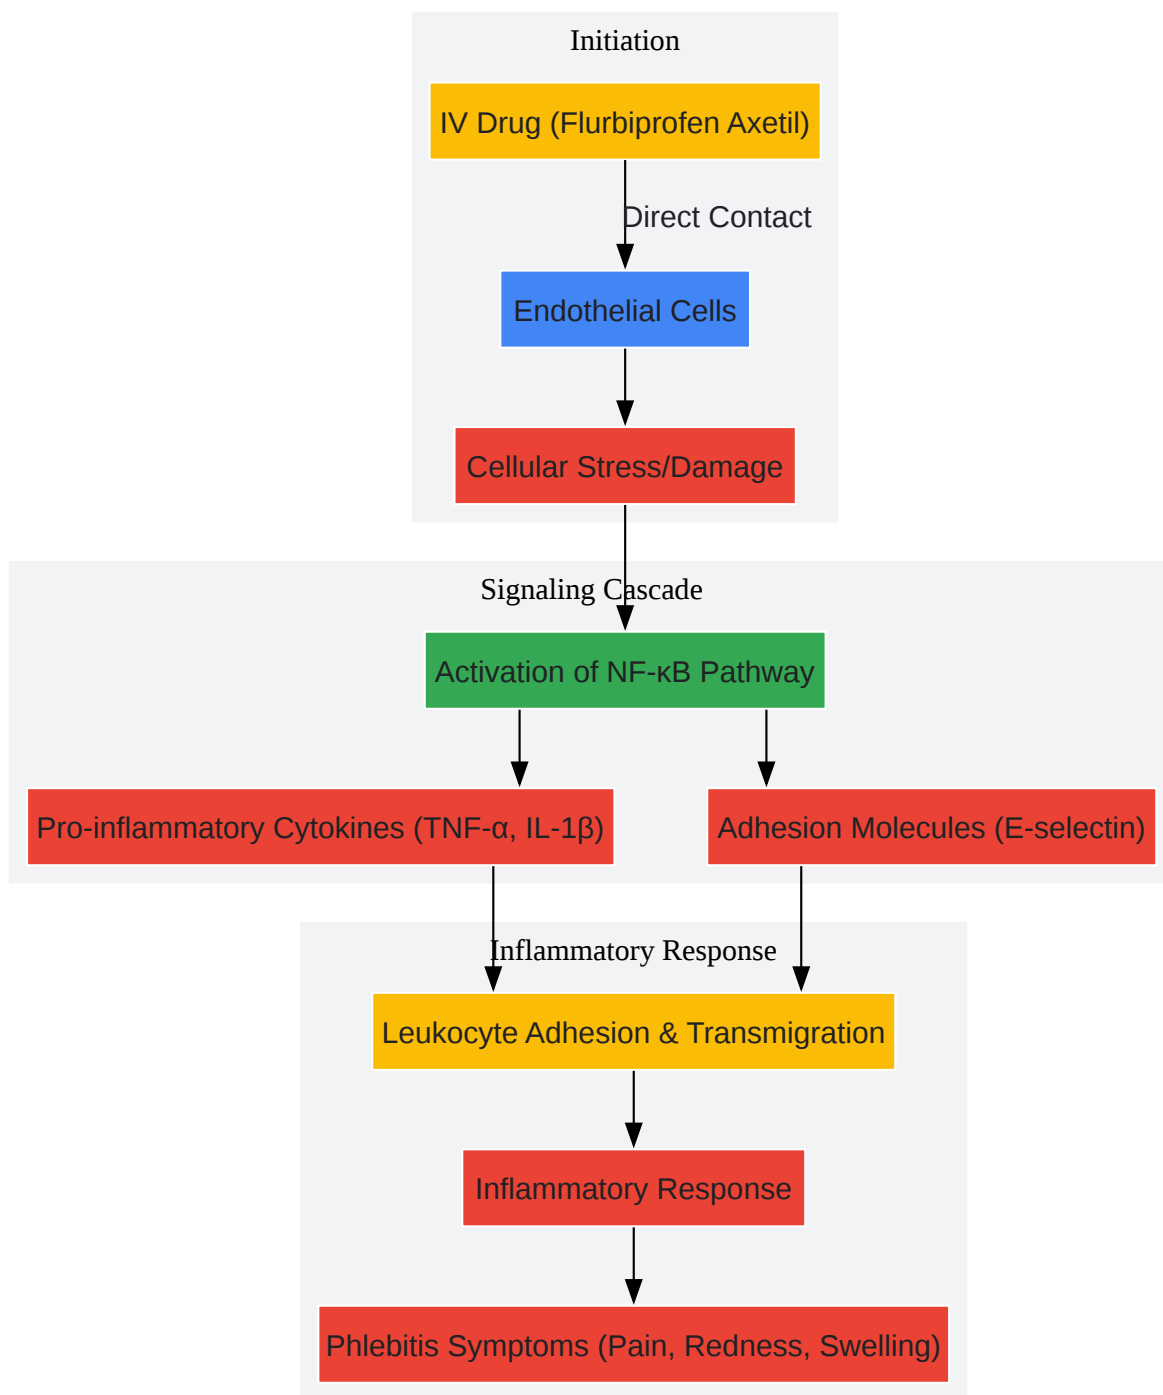 Initiation
IV Drug (Flurbiprofen Axetil)
Direct Contact
Endothelial Cells
Cellular Stress/Damage
Signaling Cascade
Activation of NF-κB Pathway
Pro-inflammatory Cytokines (TNF-α, IL-1β)
Adhesion Molecules (E-selectin)
Inflammatory Response
Leukocyte Adhesion & Transmigration
Inflammatory Response
Phlebitis Symptoms (Pain, Redness, Swelling)